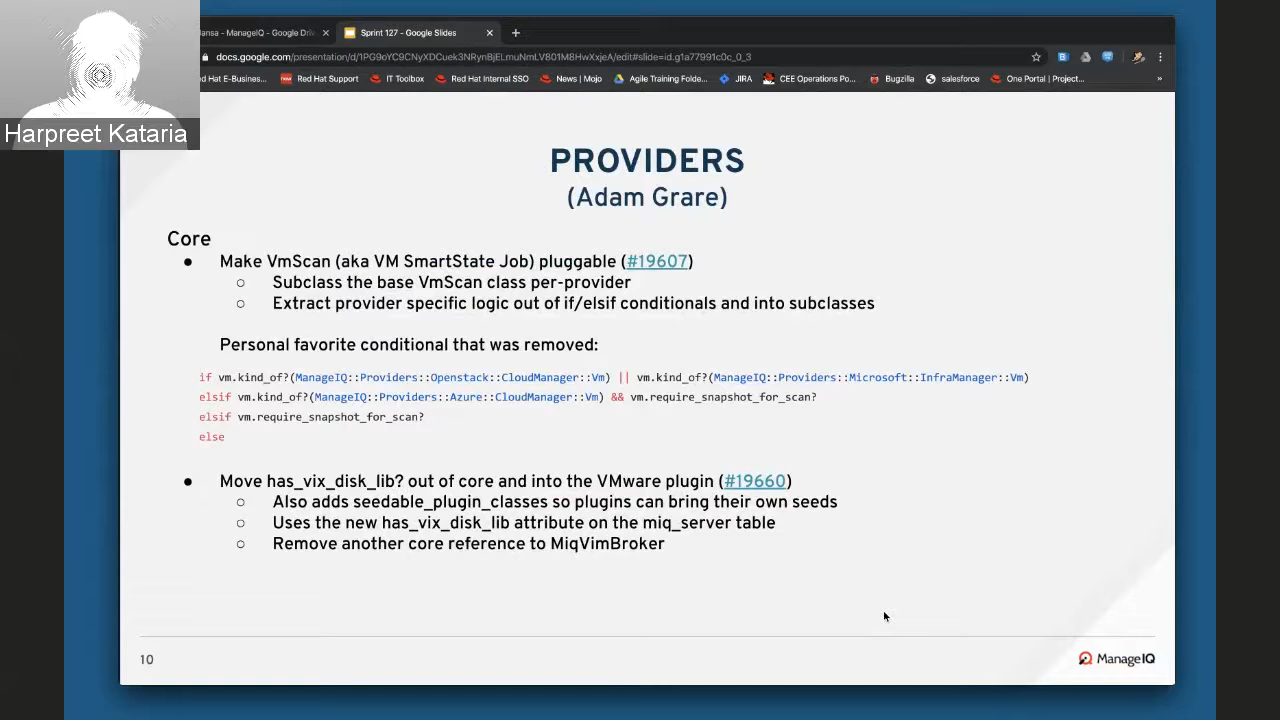 ansa - ManageIQ - Google Driv
Sprint 127 - Google Slides
docs.google.com/presentation/d/1PG9oYC9CNyXDCuek3NRynBjELmuNmLV801M8HwXxjeA/edit#slide=id.g1a77991c0c_0_3
d Hat E-Business... Red Hat Support IT Toolbox Red Hat Internal SSO News | Mojo Agile Training Folde... JIRA CEE Operations Po... Bugzilla salesforce One Portal | Project... »
Harpreet Kataria
PROVIDERS
(Adam Grare)
Core
● Make VmScan (aka VM SmartState Job) pluggable (#19607)
○ Subclass the base VmScan class per-provider
○ Extract provider specific logic out of if/elsif conditionals and into subclasses
Personal favorite conditional that was removed:
if vm.kind_of?(ManageIQ::Providers::Openstack::CloudManager::Vm) || vm.kind_of?(ManageIQ::Providers::Microsoft::InfraManager::Vm)
elsif vm.kind_of?(ManageIQ::Providers::Azure::CloudManager::Vm) && vm.require_snapshot_for_scan?
elsif vm.require_snapshot_for_scan?
else
● Move has_vix_disk_lib? out of core and into the VMware plugin (#19660)
○ Also adds seedable_plugin_classes so plugins can bring their own seeds
○ Uses the new has_vix_disk_lib attribute on the miq_server table
○ Remove another core reference to MiqVimBroker
10
ManageIQ